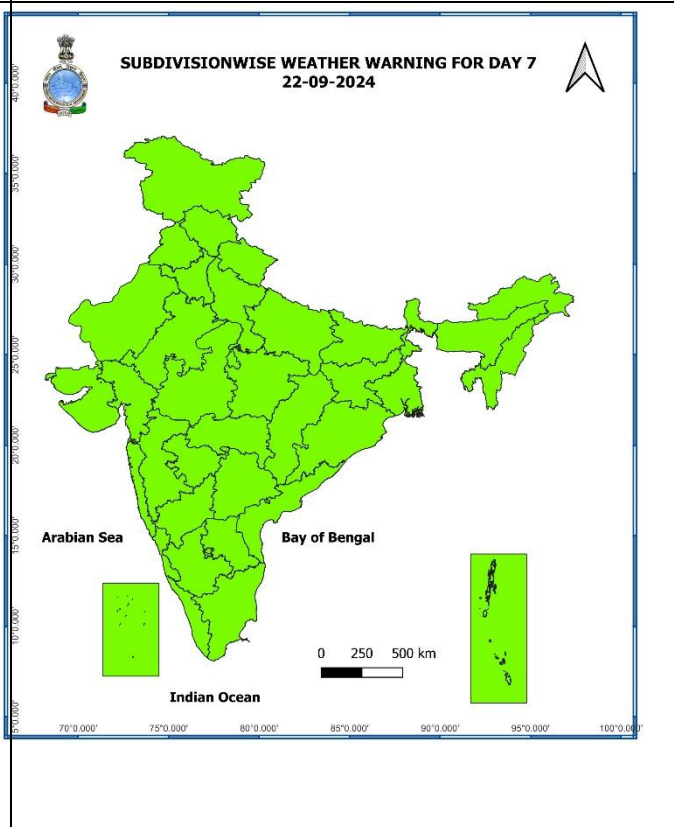 SUBDIVISIONWISE WEATHER WARNING FOR DAY 7
22-09-2024
40°0.000'
35°0.000'
30°0.000'
25°0.000'
20°0.000'
15°0.000'
10°0.000'
5°0.000'
Arabian Sea
Bay of Bengal
0 250 500 km
Indian Ocean
70°0.000' 75°0.000' 80°0.000' 85°0.000' 90°0.000' 95°0.000' 100°0.000'